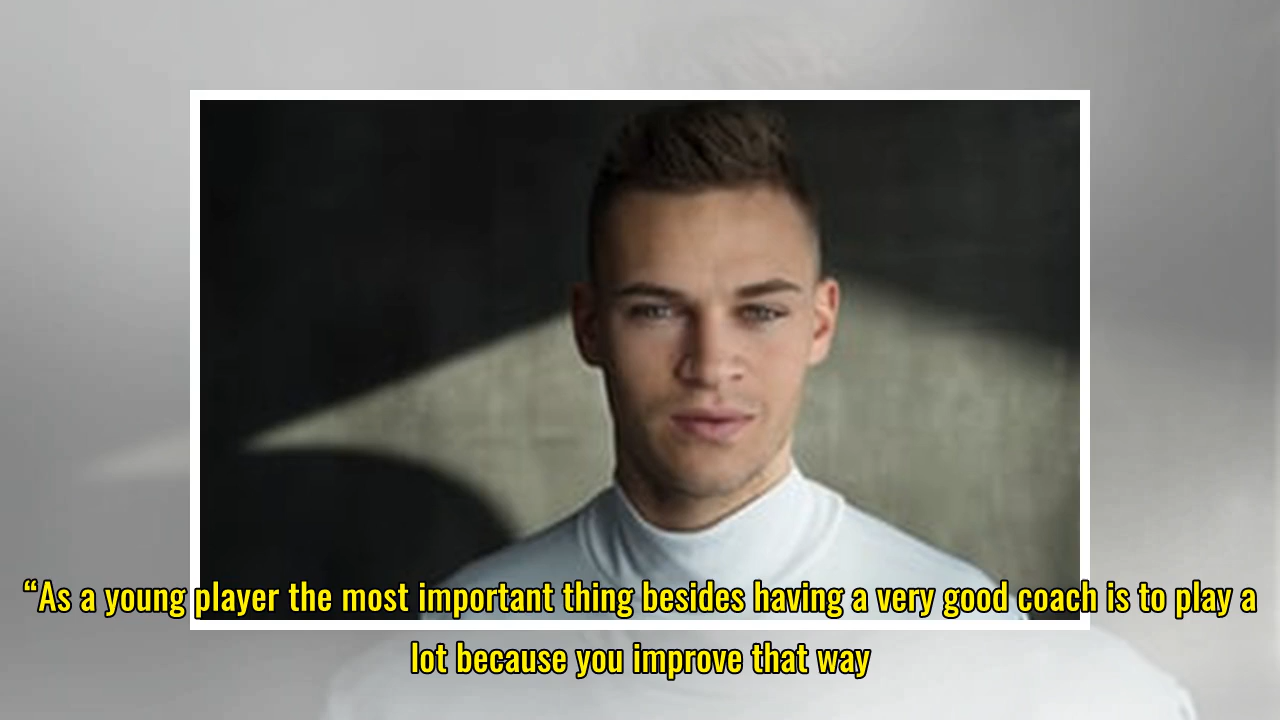 “As a young player the most important thing besides having a very good coach is to play a
lot because you improve that way